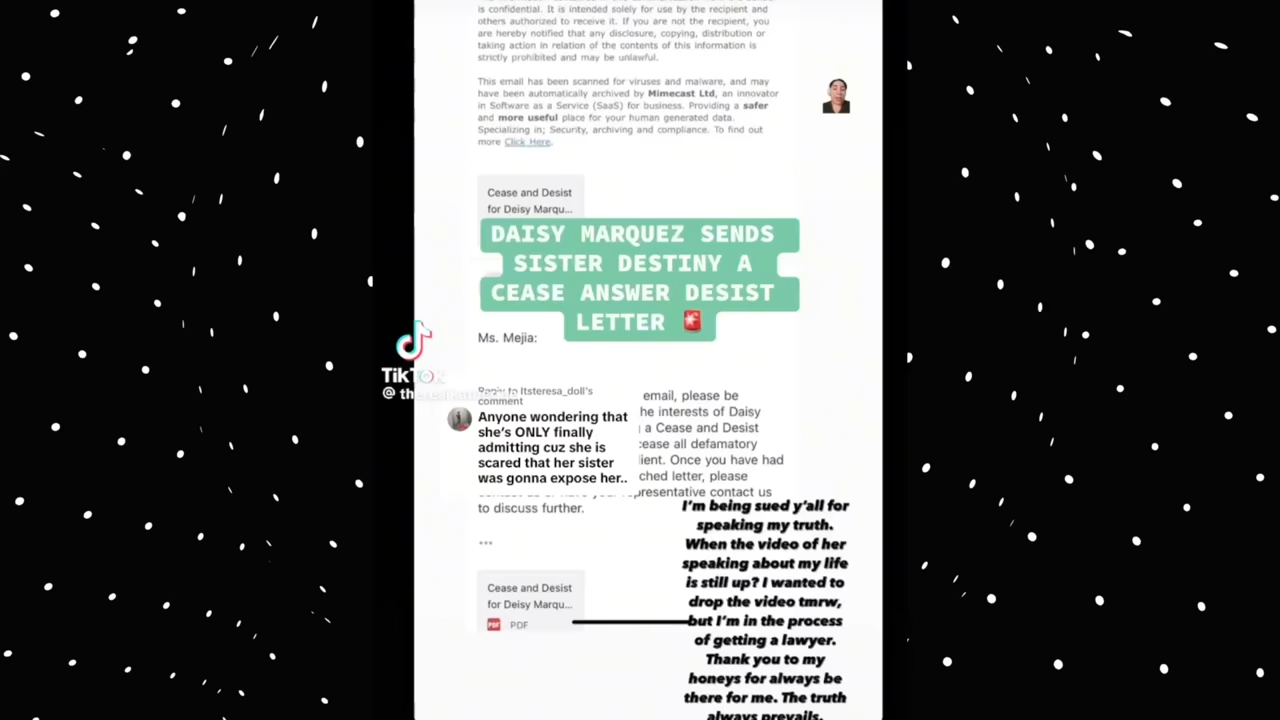 is confidential. It is intended solely for use by the recipient and
others authorized to receive it. If you are not the recipient, you
are hereby notified that any disclosure, copying, distribution or
taking action in relation of the contents of this information is
strictly prohibited and may be unlawful.
This email has been scanned for viruses and malware, and may
have been automatically archived by Mimecast Ltd, an innovator
in Software as a Service (SaaS) for business. Providing a safer
and more useful place for your human generated data.
Specializing in; Security, archiving and compliance. To find out
more Click Here.
Cease and Desist
for Deisy Marqu...
DAISY MARQUEZ SENDS
SISTER DESTINY A
CEASE ANSWER DESIST
LETTER 🚨
Ms. Mejia:
TikTok
@
Reply to Itsteresa_doll's
comment
Anyone wondering that
she's ONLY finally
admitting cuz she is
scared that her sister
was gonna expose her..
email, please be
he interests of Daisy
a Cease and Desist
cease all defamatory
lient. Once you have had
ched letter, please
representative contact us
to discuss further.
...
Cease and Desist
for Deisy Marqu...
PDF PDF
I'm being sued y'all for
speaking my truth.
When the video of her
speaking about my life
is still up? I wanted to
drop the video tmrw,
but I'm in the process
of getting a lawyer.
Thank you to my
honeys for always be
there for me. The truth
always prevails.